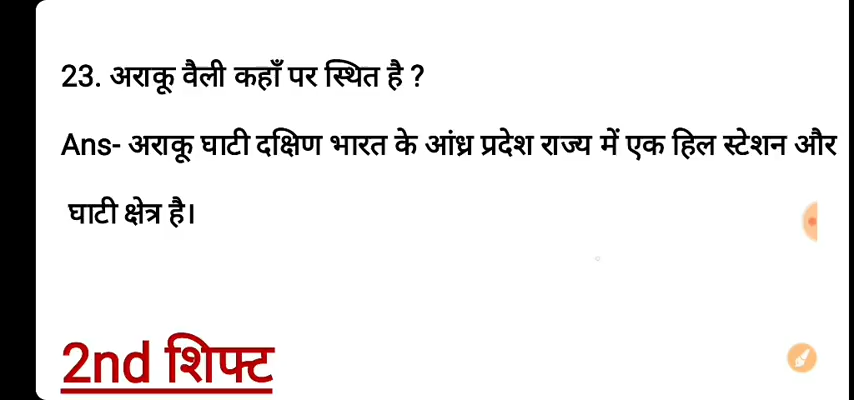 23. अराकू वैली कहाँ पर स्थित है ?
Ans- अराकू घाटी दक्षिण भारत के आंध्र प्रदेश राज्य में एक हिल स्टेशन और
घाटी क्षेत्र है।
2nd शिफ्ट